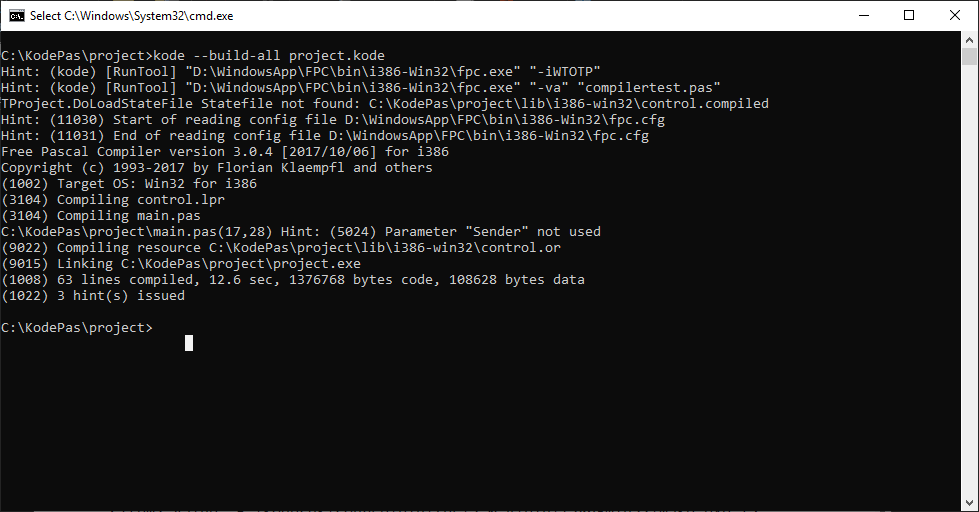 Select C:\Windows\System32\cmd.exe
C:\KodePas\project>kode --build-all project.kode
Hint: (kode) [RunTool] "D:\WindowsApp\FPC\bin\i386-Win32\fpc.exe" "-iWTOTP"
Hint: (kode) [RunTool] "D:\WindowsApp\FPC\bin\i386-Win32\fpc.exe" "-va" "compilertest.pas"
TProject.DoLoadStateFile Statefile not found: C:\KodePas\project\lib\i386-win32\control.compiled
Hint: (11030) Start of reading config file D:\WindowsApp\FPC\bin\i386-Win32\fpc.cfg
Hint: (11031) End of reading config file D:\WindowsApp\FPC\bin\i386-Win32\fpc.cfg
Free Pascal Compiler version 3.0.4 [2017/10/06] for i386
Copyright (c) 1993-2017 by Florian Klaempfl and others
(1002) Target OS: Win32 for i386
(3104) Compiling control.lpr
(3104) Compiling main.pas
C:\KodePas\project\main.pas(17,28) Hint: (5024) Parameter "Sender" not used
(9022) Compiling resource C:\KodePas\project\lib\i386-win32\control.or
(9015) Linking C:\KodePas\project\project.exe
(1008) 63 lines compiled, 12.6 sec, 1376768 bytes code, 108628 bytes data
(1022) 3 hint(s) issued
C:\KodePas\project>